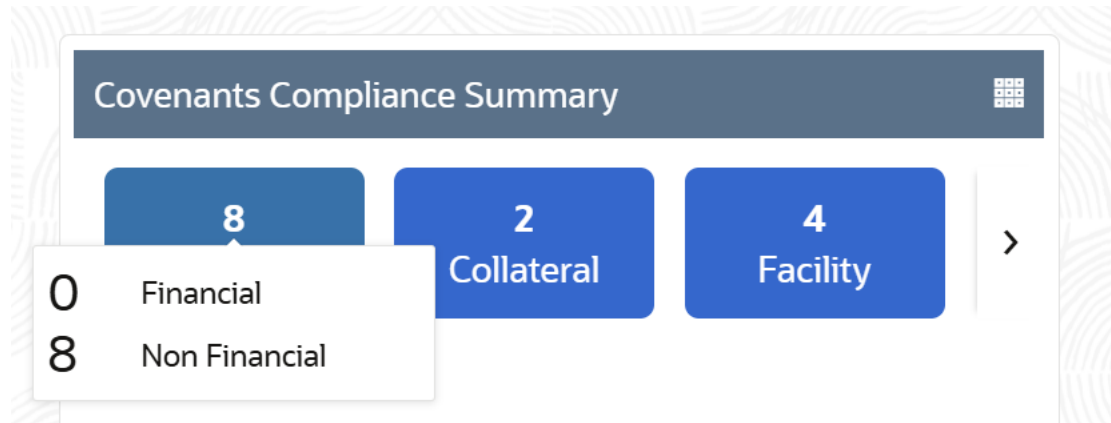 Covenants Compliance Summary
8
2
Collateral
4
Facility
0 Financial
8 Non Financial